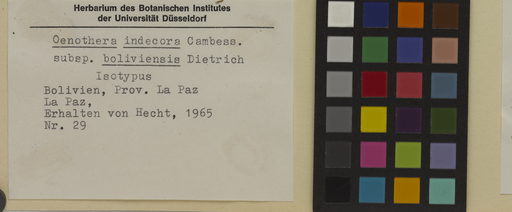 Herbarium des Botanischen Institutes
der Universität Düsseldorf
Oenothera indecors Cambess.
subsp. boliviensis Dietrich
Isotypus
Bolivien, Prov. La Paz
La Paz,
Erhalten von Hecht, 1965
Nr. 29